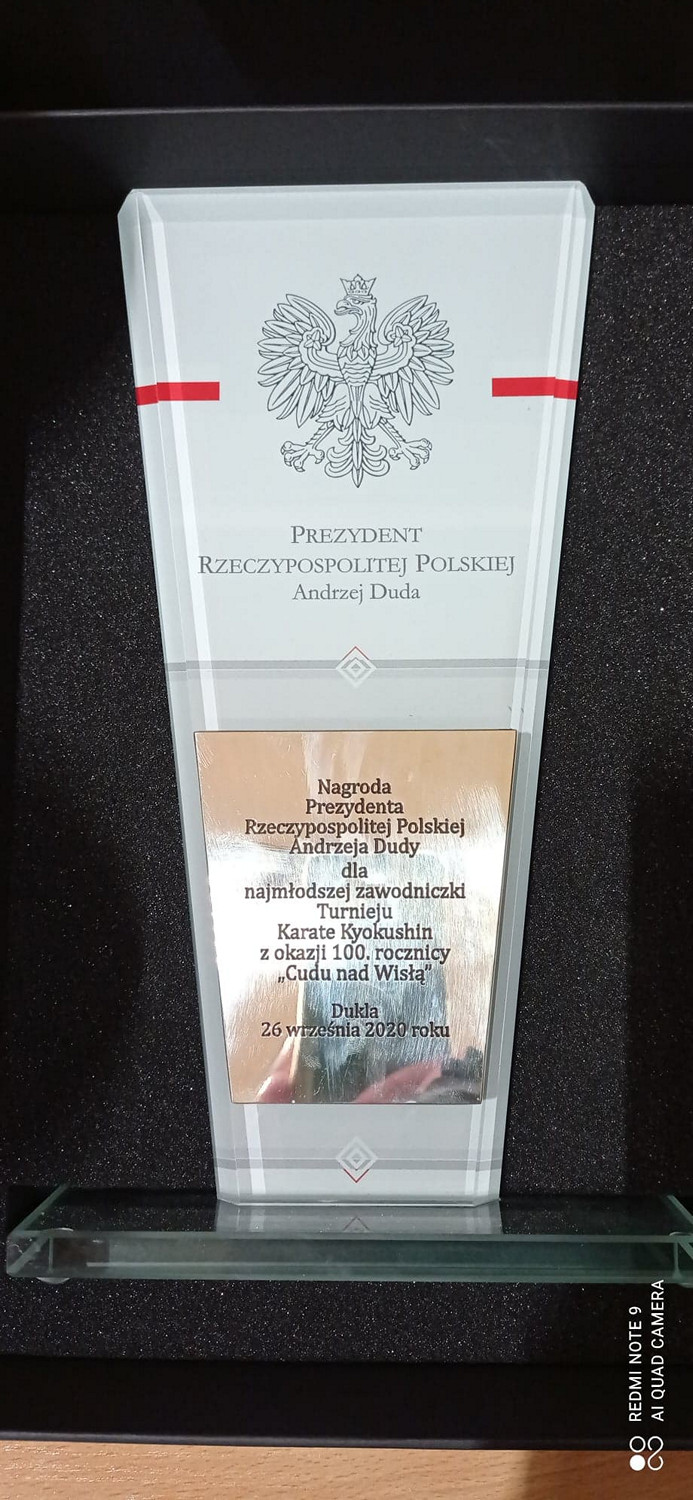 PREZYDENT
RZECZYPOSPOLITEJ POLSKIEJ
Andrzej Duda
Nagroda
Prezydenta
Rzeczypospolitej Polskiej
Andrzeja Dudy
dla
najmłodszej zawodniczki
Turnieju
Karate Kyokushin
z okazji 100. rocznicy
„Cudu nad Wisłą”
Dukla
26 września 2020 roku
REDMI NOTE 9
AI QUAD CAMERA